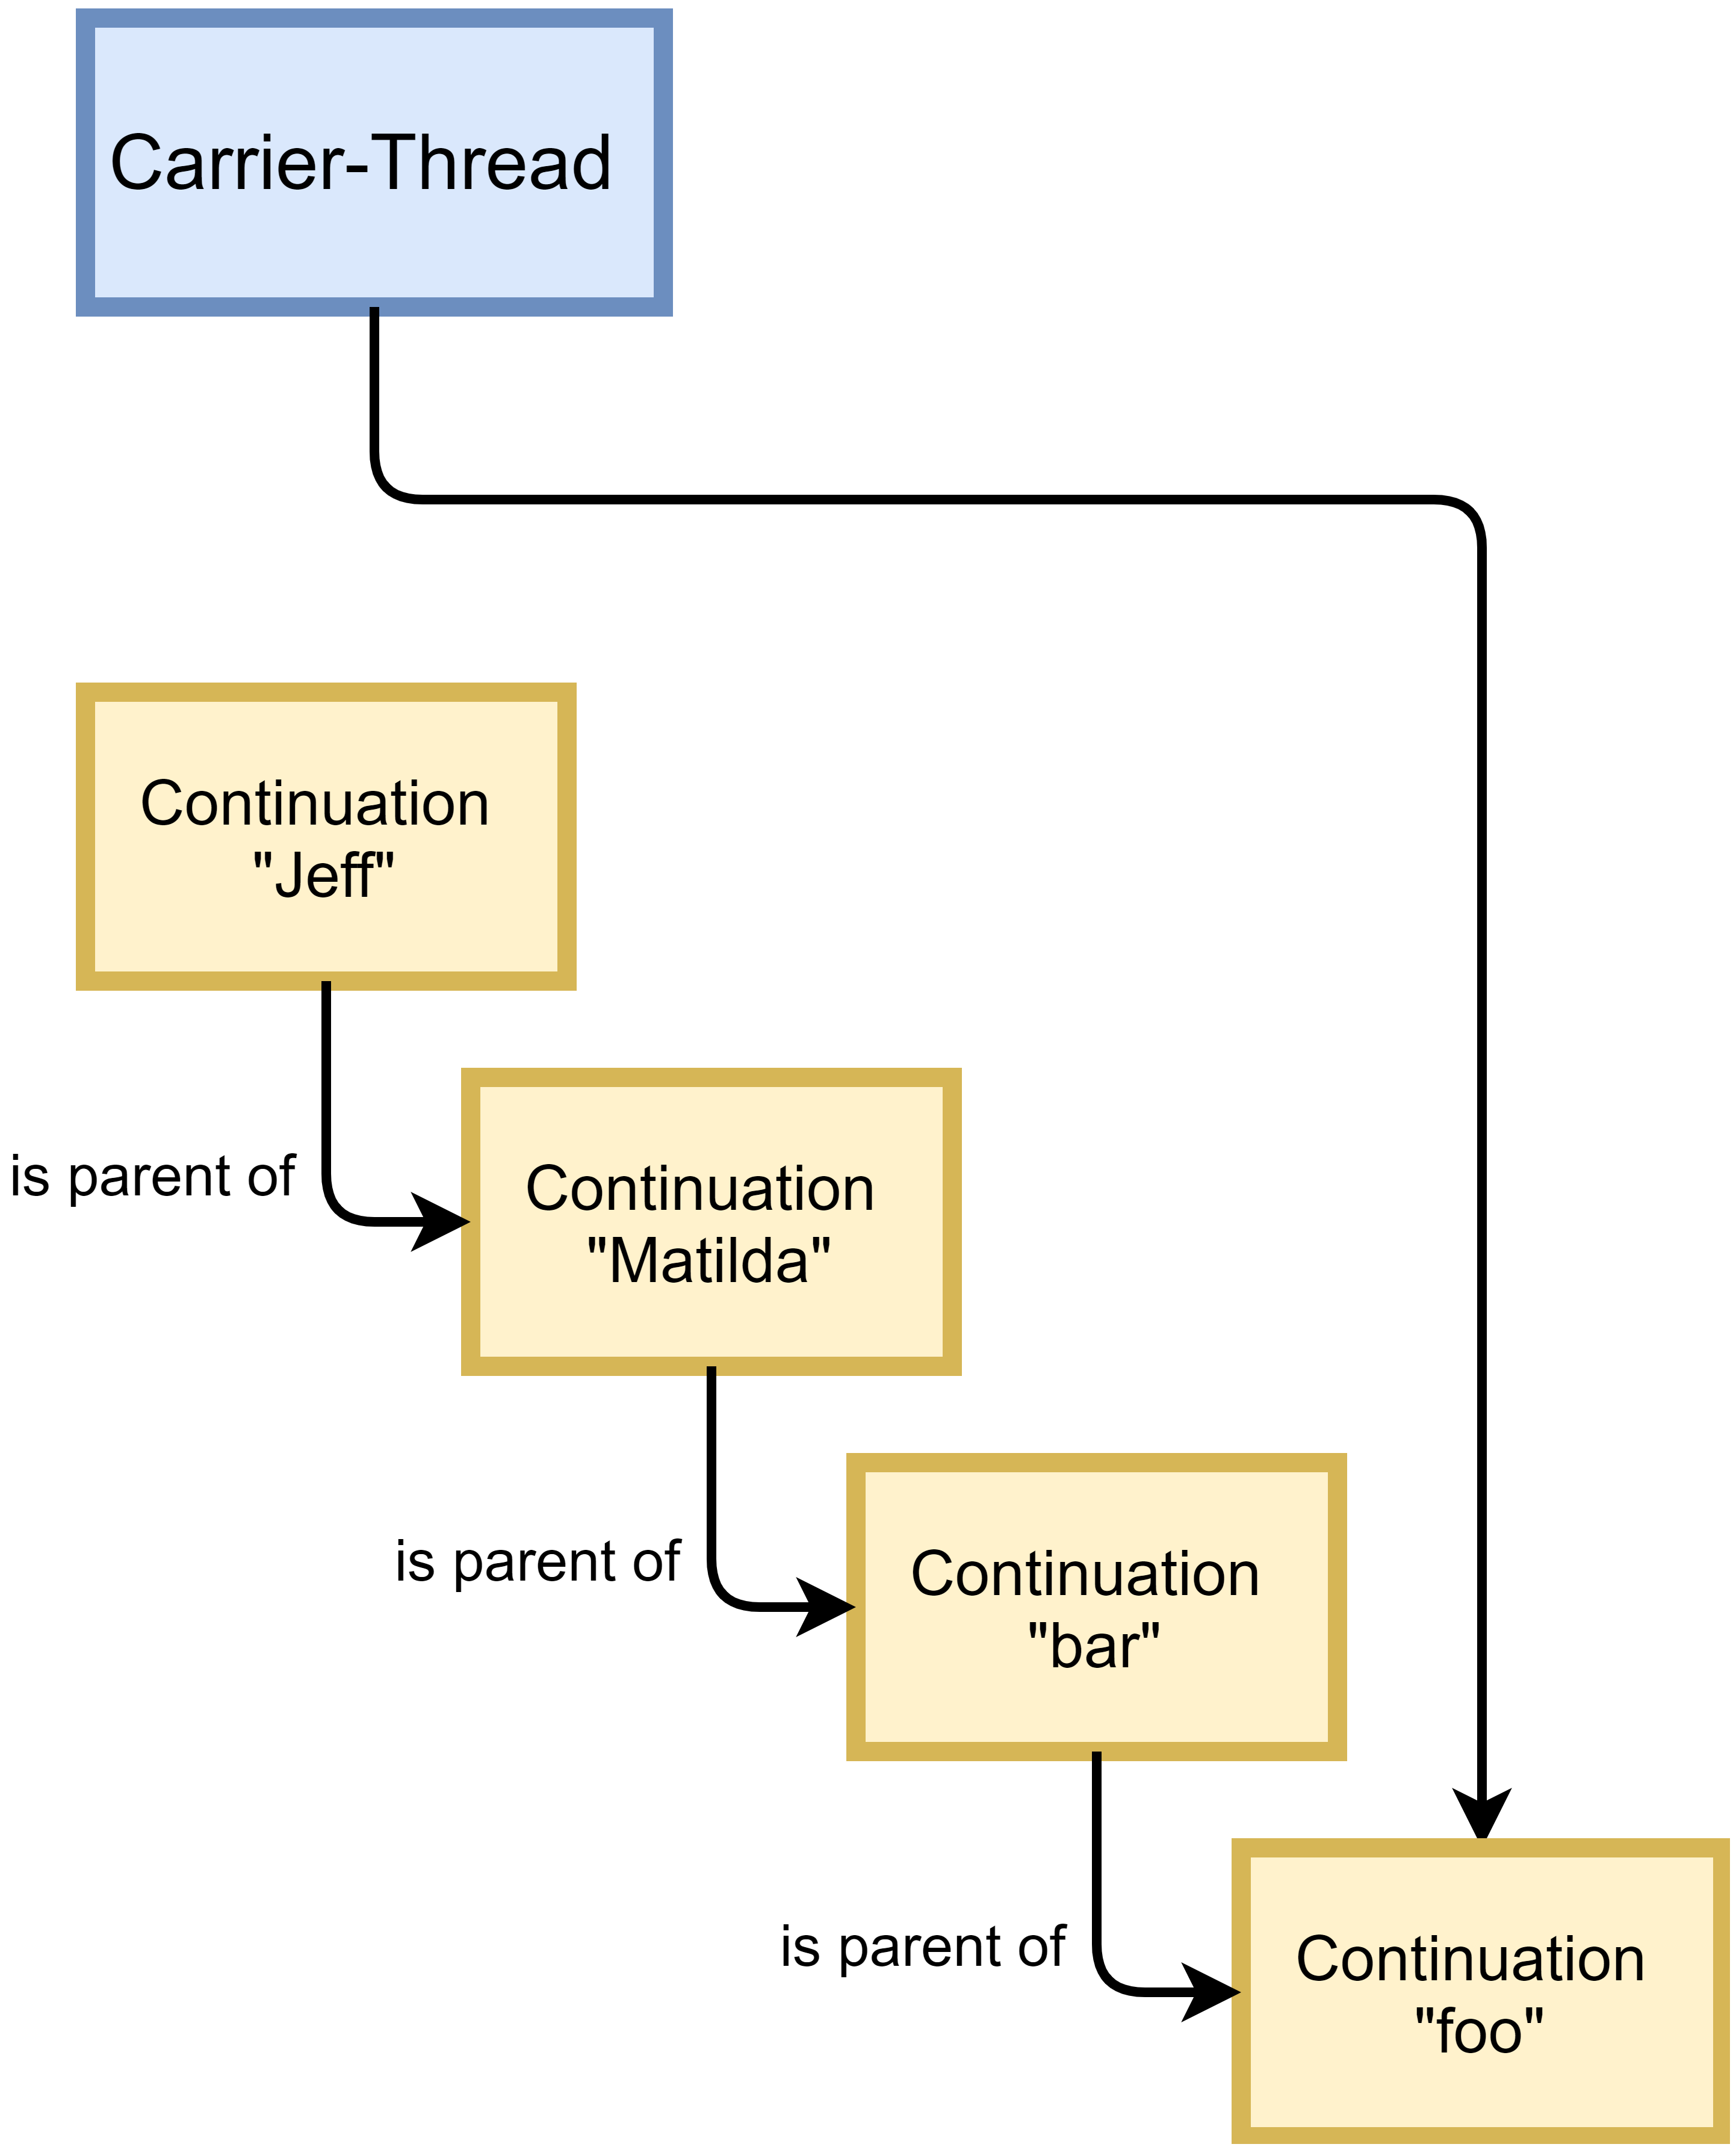 Carrier-Thread
Continuation
"Jeff"
is parent of
Continuation
"Matilda"
is parent of
Continuation
"bar"
is parent of
Continuation
"foo"